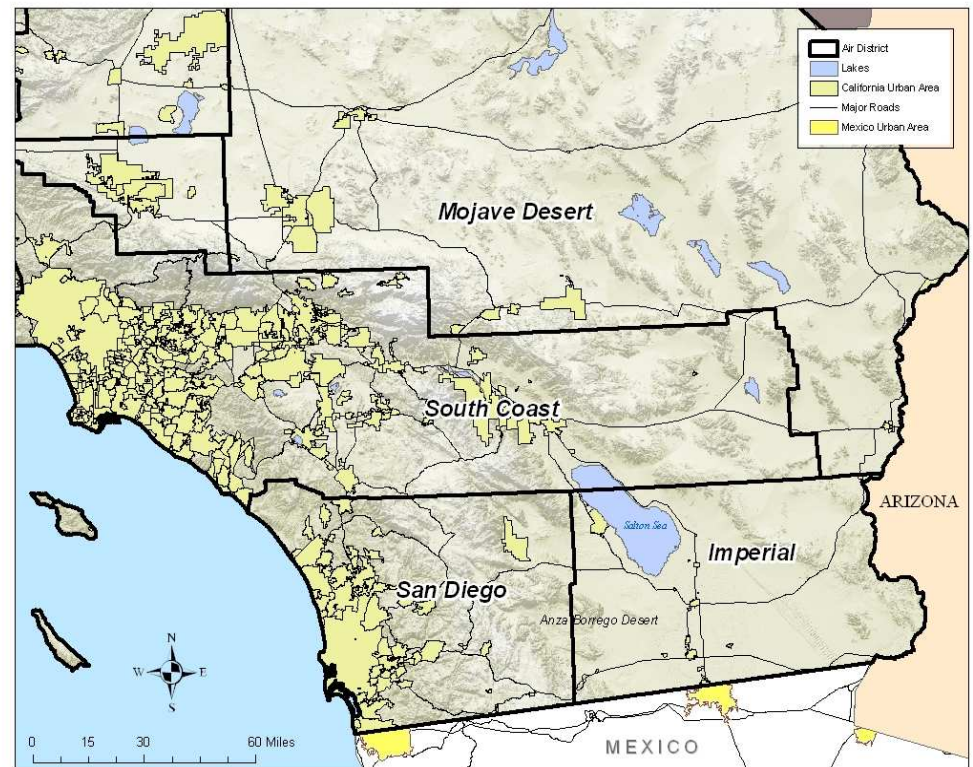 Air District
Lakes
California Urban Area
Major Roads
Mexico Urban Area
Mojave Desert
South Coast
ARIZONA
Salton Sea
Imperial
San Diego
Anza Borrego Desert
N
W E
S
0 15 30 60 Miles
MEXICO